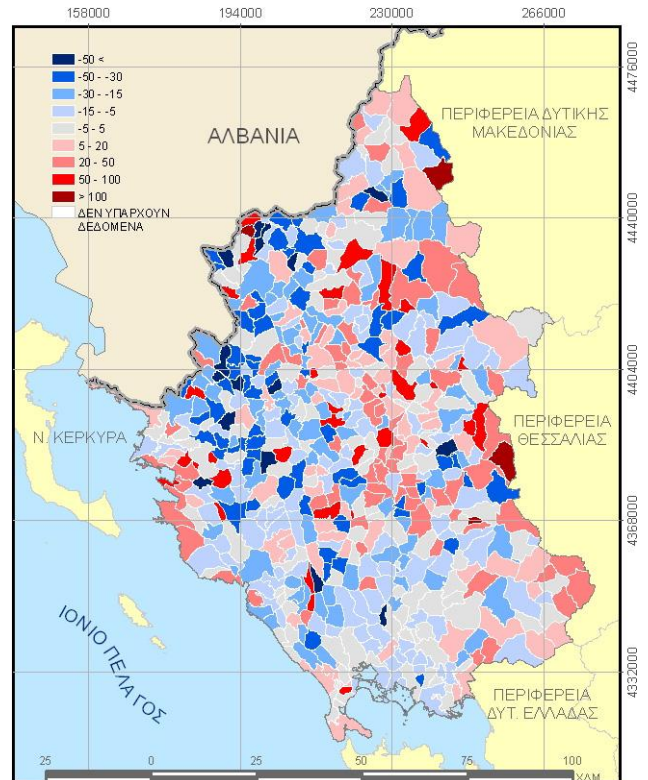 158000 194000 230000 266000
-50 <
-50 - -30
-30 - -15
-15 - -5
-5 - 5
5 - 20
20 - 50
50 - 100
> 100
ΔΕΝ ΥΠΑΡΧΟΥΝ
ΔΕΔΟΜΕΝΑ
ΑΛΒΑΝΙΑ
ΠΕΡΙΦΕΡΕΙΑ ΔΥΤΙΚΗΣ
ΜΑΚΕΔΟΝΙΑΣ
Ν. ΚΕΡΚΥΡΑ
ΠΕΡΙΦΕΡΕΙΑ
ΘΕΣΣΑΛΙΑΣ
ΙΟΝΙΟ ΠΕΛΑΓΟΣ
ΠΕΡΙΦΕΡΕΙΑ
ΔΥΤ. ΕΛΛΑΔΑΣ
4476000
4440000
4404000
4368000
4332000
25 0 25 50 75 100
ΧΛΜ